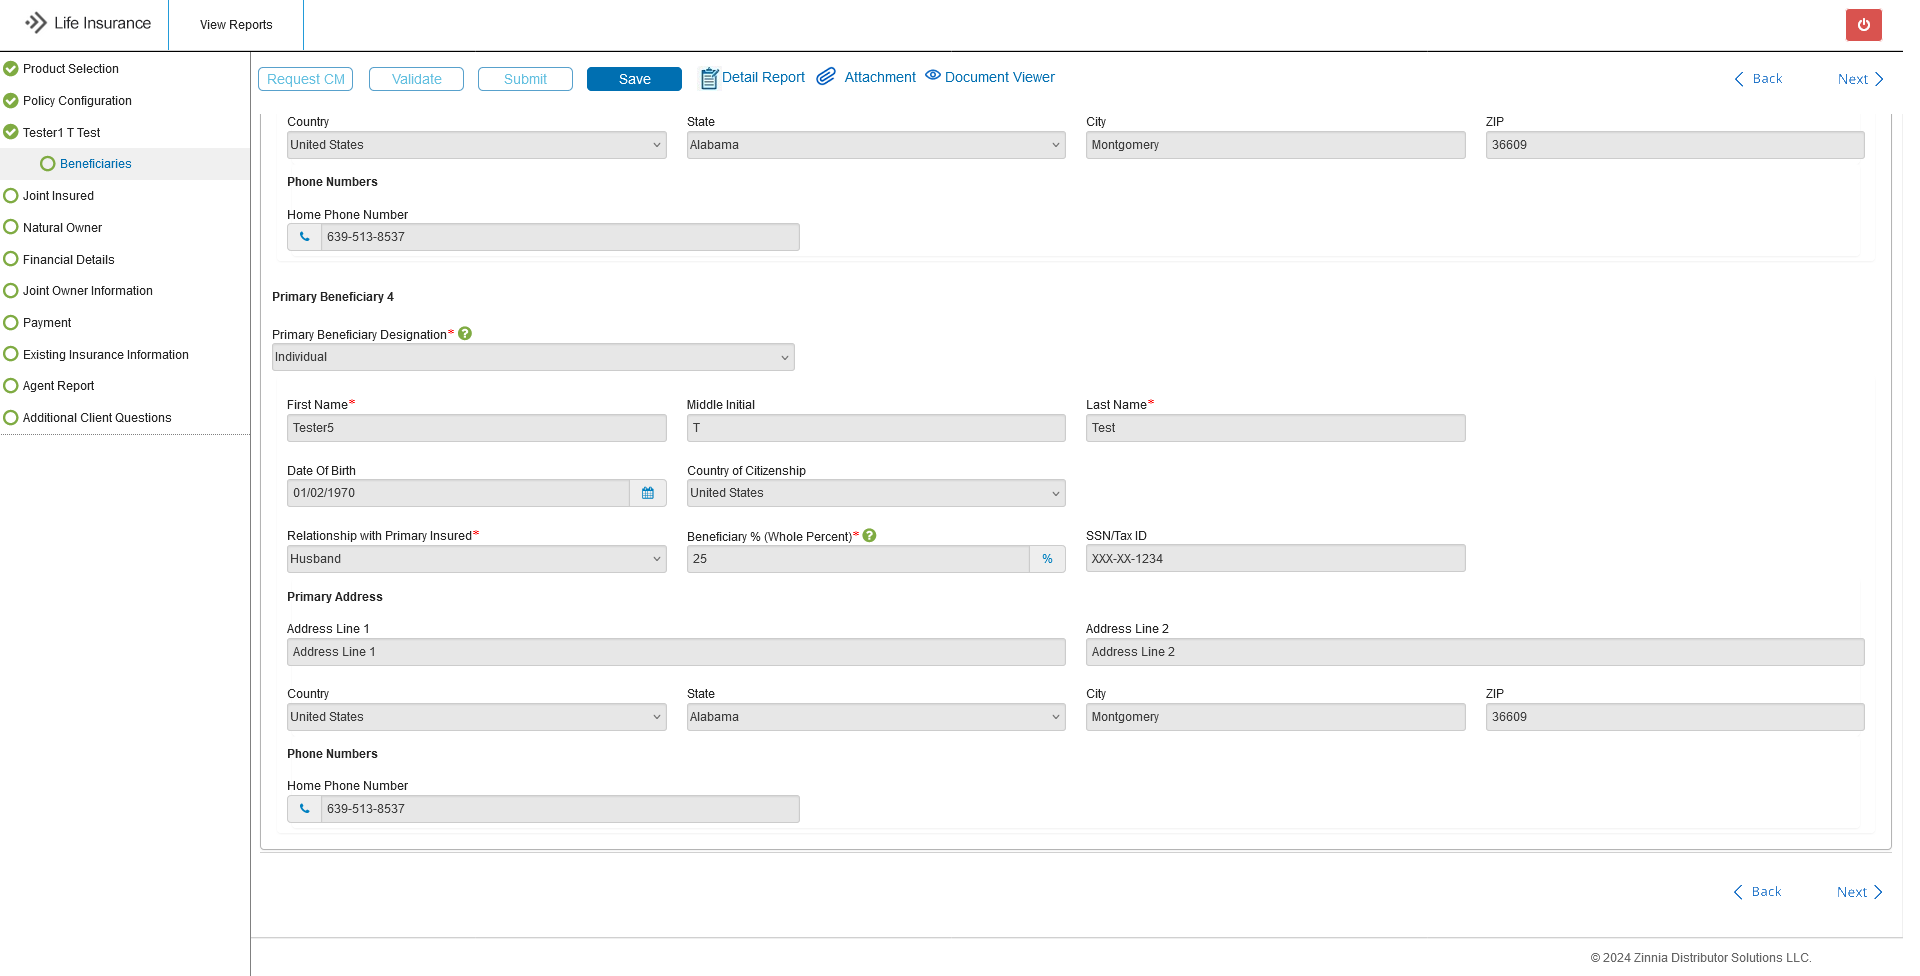 Life Insurance
View Reports
Product Selection
Policy Configuration
Tester1 T Test
Beneficiaries
Joint Insured
Natural Owner
Financial Details
Joint Owner Information
Payment
Existing Insurance Information
Agent Report
Additional Client Questions
Request CM Validate Submit Save Detail Report Attachment Document Viewer Back Next
Country State City ZIP
United States Alabama Montgomery 36609
Phone Numbers
Home Phone Number
639-513-8537
Primary Beneficiary 4
Primary Beneficiary Designation* ?
Individual
First Name* Middle Initial Last Name*
Tester5 T Test
Date Of Birth Country of Citizenship
01/02/1970 United States
Relationship with Primary Insured* Beneficiary % (Whole Percent)* ? SSN/Tax ID
Husband 25 % XXX-XX-1234
Primary Address
Address Line 1 Address Line 2
Address Line 1 Address Line 2
Country State City ZIP
United States Alabama Montgomery 36609
Phone Numbers
Home Phone Number
639-513-8537
Back Next
© 2024 Zinnia Distributor Solutions LLC.